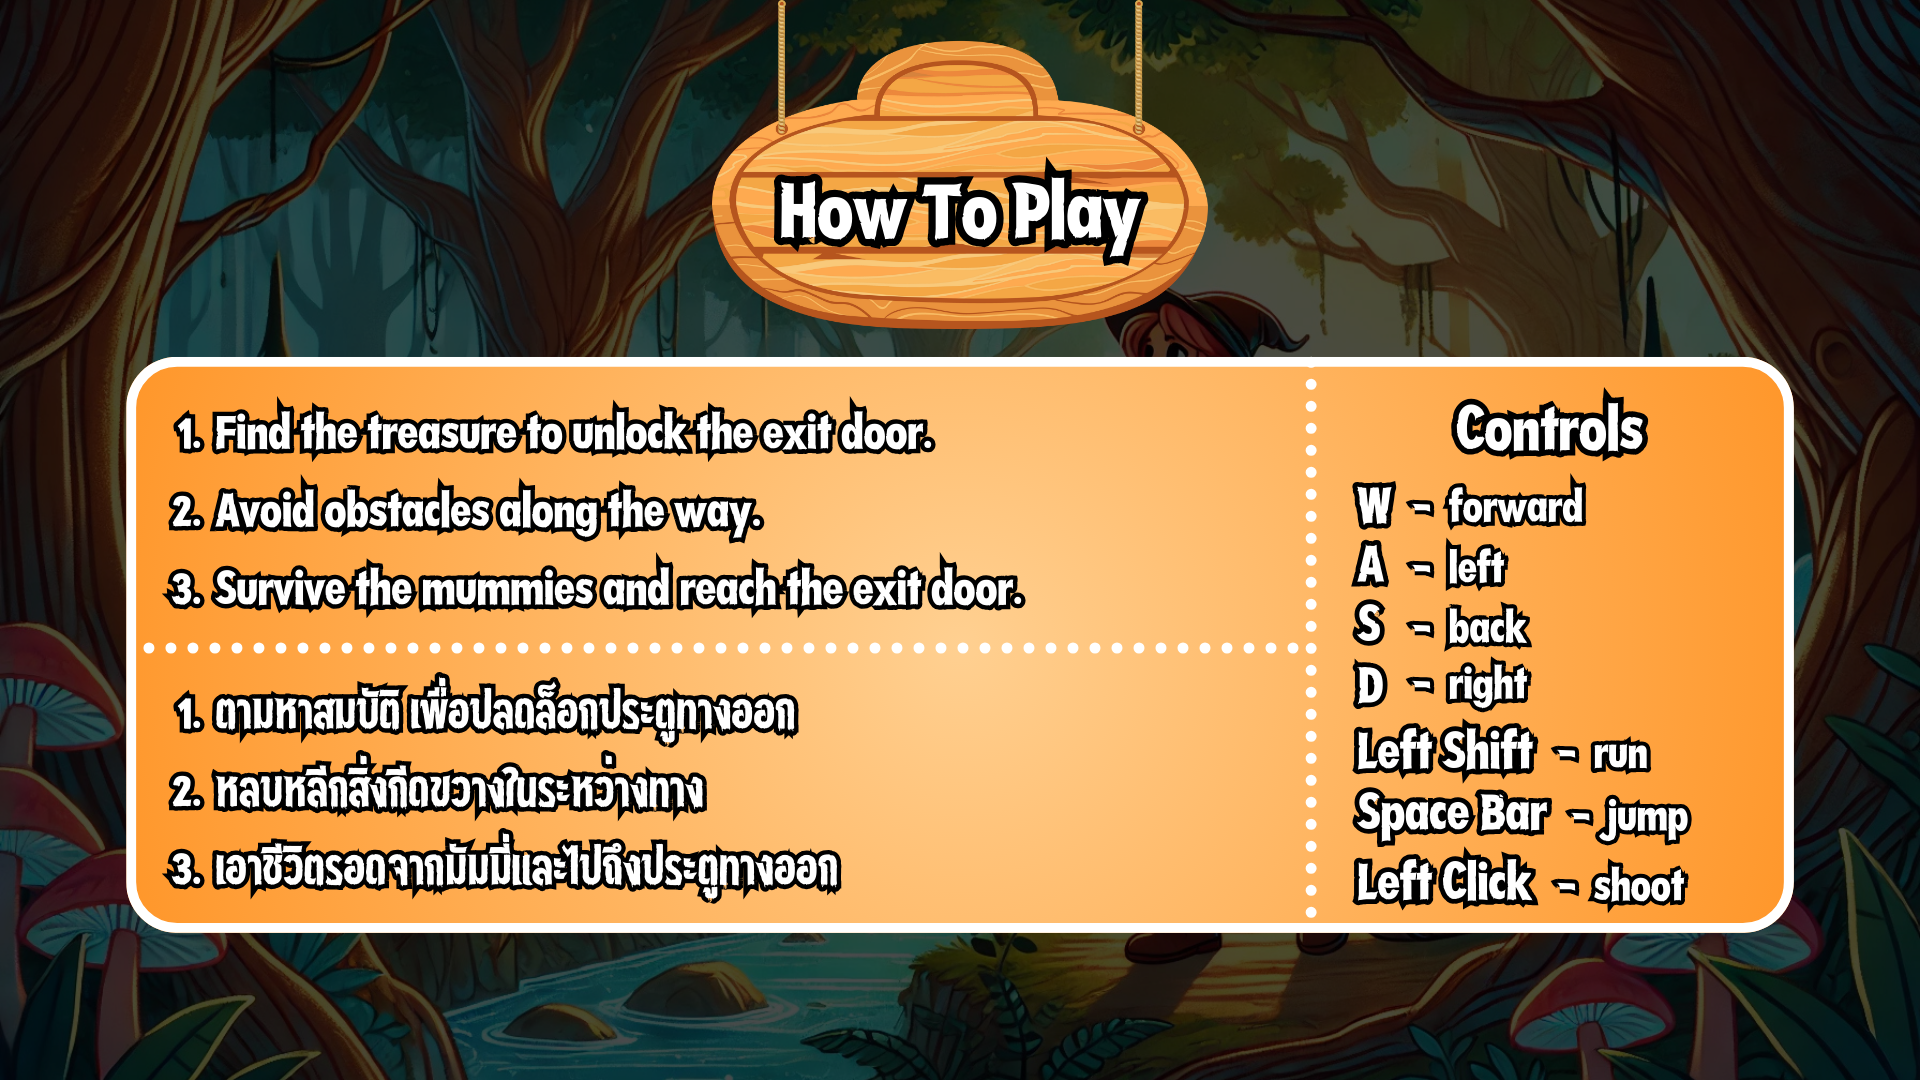 How To Play
1. Find the treasure to unlock the exit door.
2. Avoid obstacles along the way.
3. Survive the mummies and reach the exit door.
1. ตามหาสมบัติ เพื่อปลดล็อกประตูทางออก
2. หลบหลีกสิ่งกีดขวางในระหว่างทาง
3. เอาชีวิตรอดจากมัมมี่และไปถึงประตูทางออก
Controls
W - forward
A - left
S - back
D - right
Left Shift - run
Space Bar - jump
Left Click - shoot